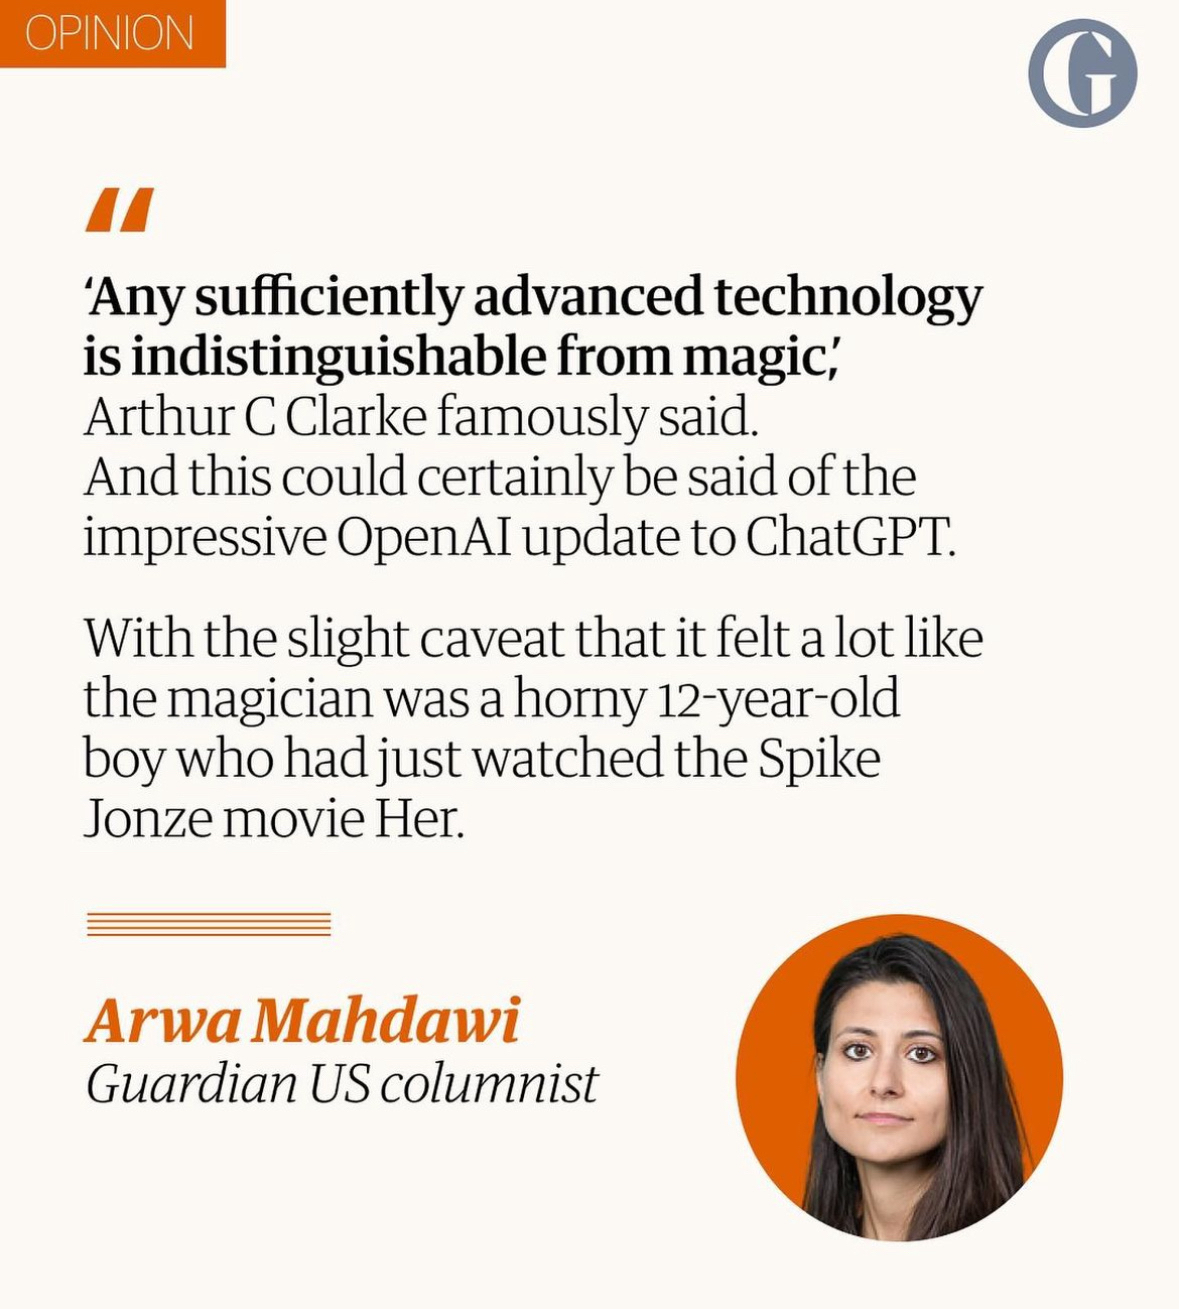 OPINION
G
“
‘Any sufficiently advanced technology
is indistinguishable from magic,’
Arthur C Clarke famously said.
And this could certainly be said of the
impressive OpenAI update to ChatGPT.
With the slight caveat that it felt a lot like
the magician was a horny 12-year-old
boy who had just watched the Spike
Jonze movie Her.
Arwa Mahdawi
Guardian US columnist